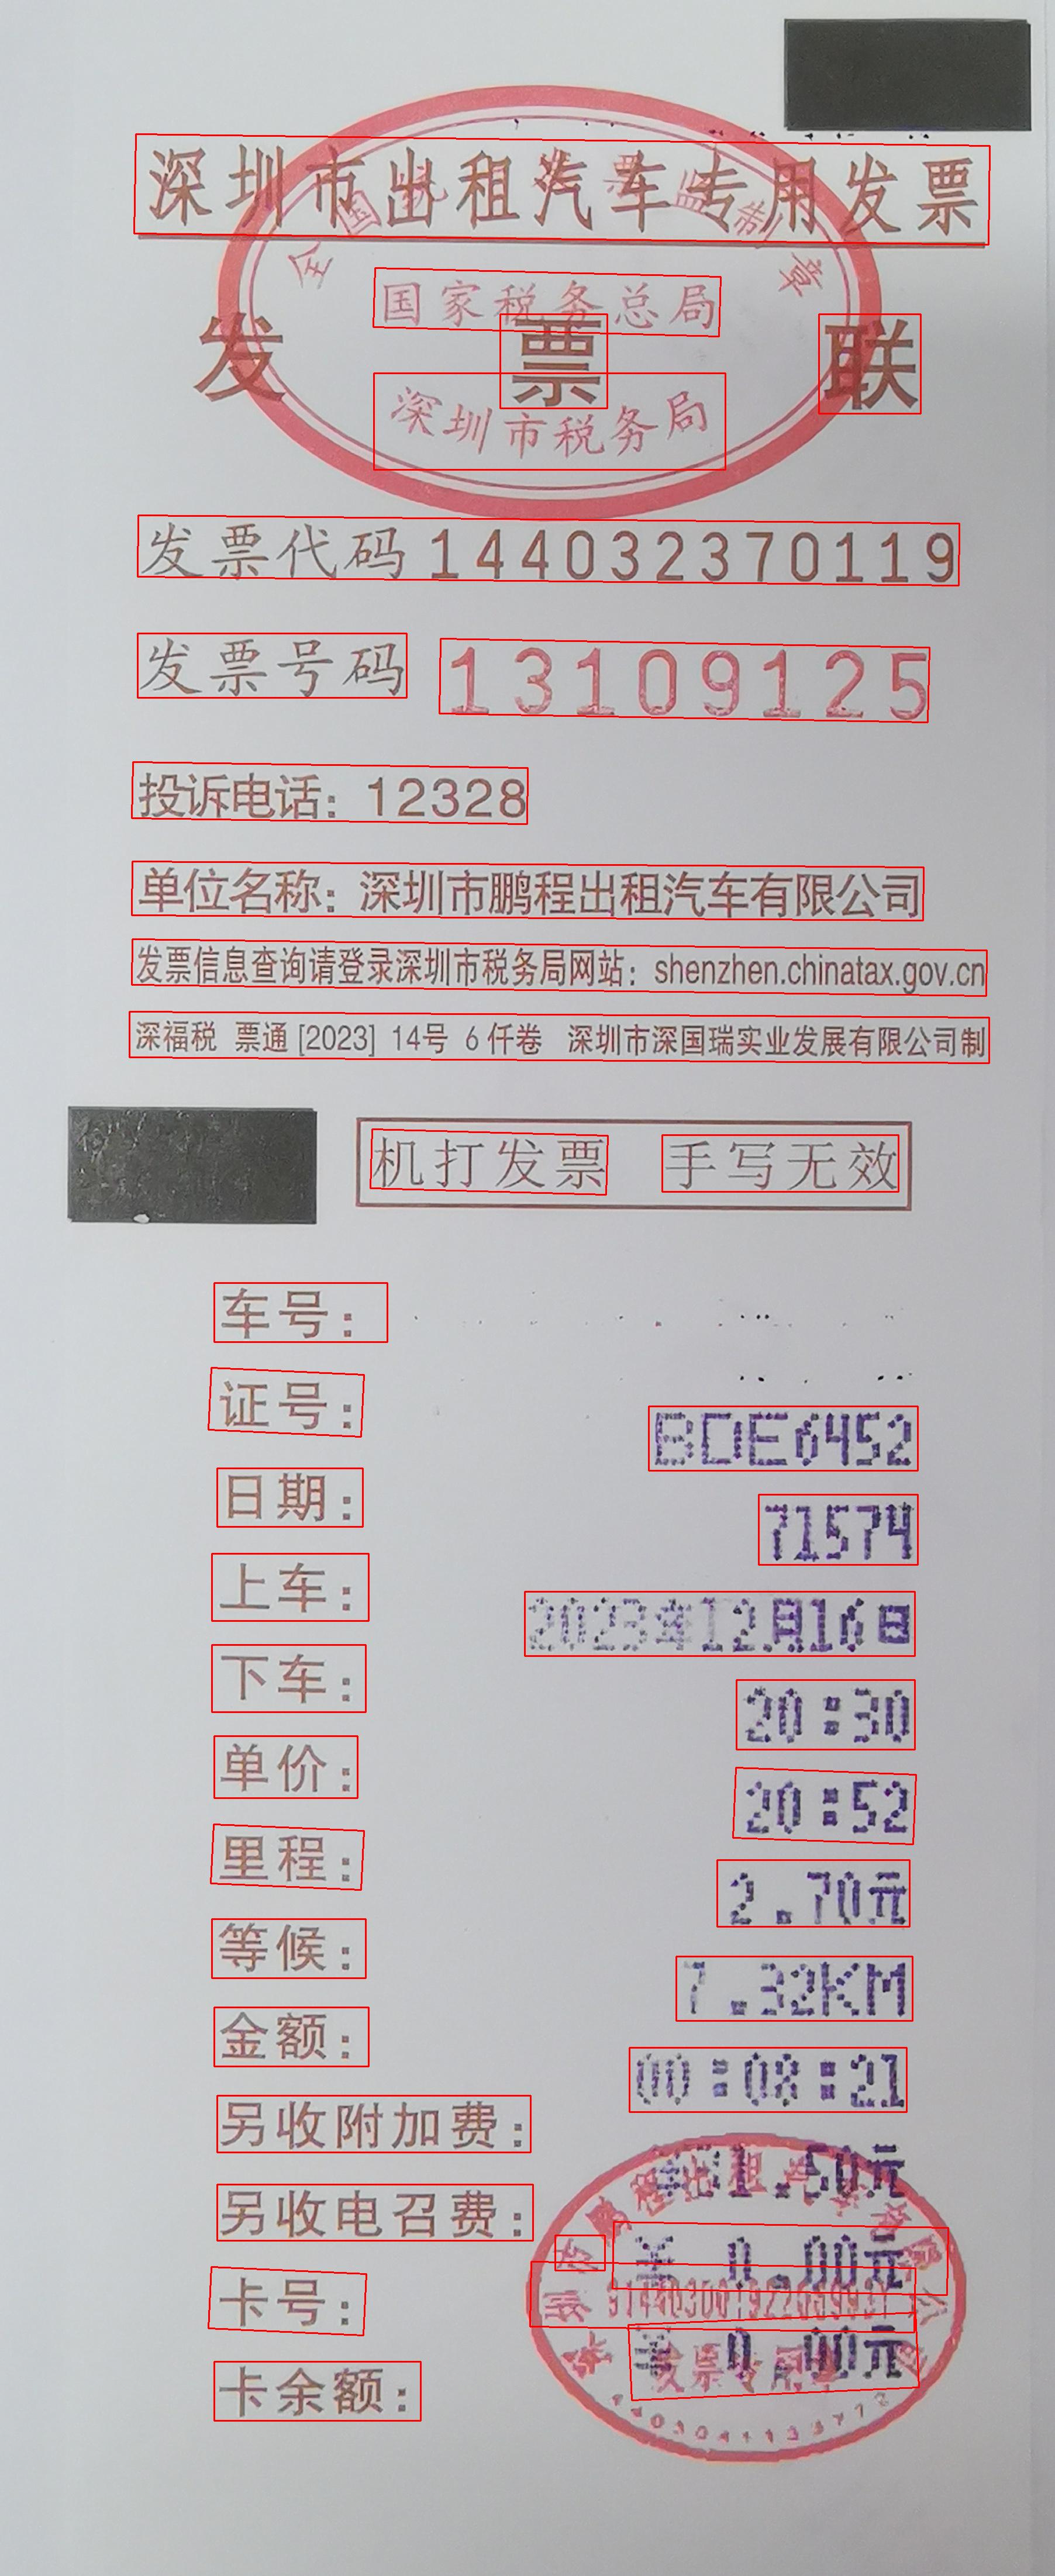 深圳市出租汽车专用发票
全国统一发票监制章
国家税务总局
发票联
深圳市税务局
发票代码 144032370119
发票号码 13109125
投诉电话：12328
单位名称：深圳市鹏程出租汽车有限公司
发票信息查询请登录深圳市税务局网站：shenzhen.chinatax.gov.cn
深福税 票通 [2023] 14号 6仟卷 深圳市深国瑞实业发展有限公司制
机打发票 手写无效
车号：
证号：
BDE6452
日期：
71574
上车：
2023年12月16日
下车：
20:30
单价：
20:52
里程：
2.70元
等候：
7.32KM
金额：
00:08:21
另收附加费：
另收电召费：
¥ 0.00元
卡号：
¥ 0.00元
发票专用章
卡余额：